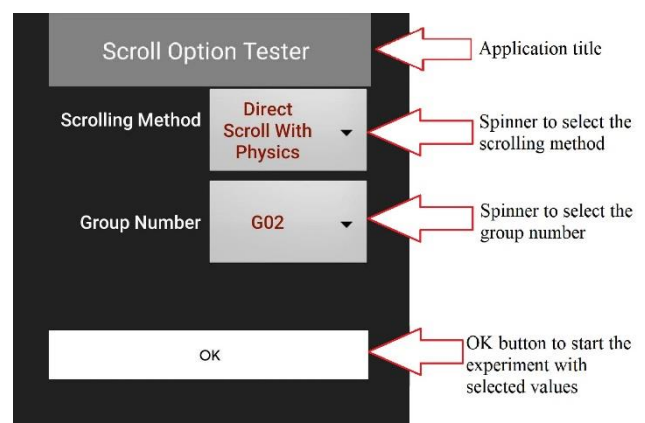 Scroll Option Tester
Application title
Scrolling Method
Direct
Scroll With
Physics
Spinner to select the
scrolling method
Group Number
G02
Spinner to select the
group number
OK
OK button to start the
experiment with
selected values